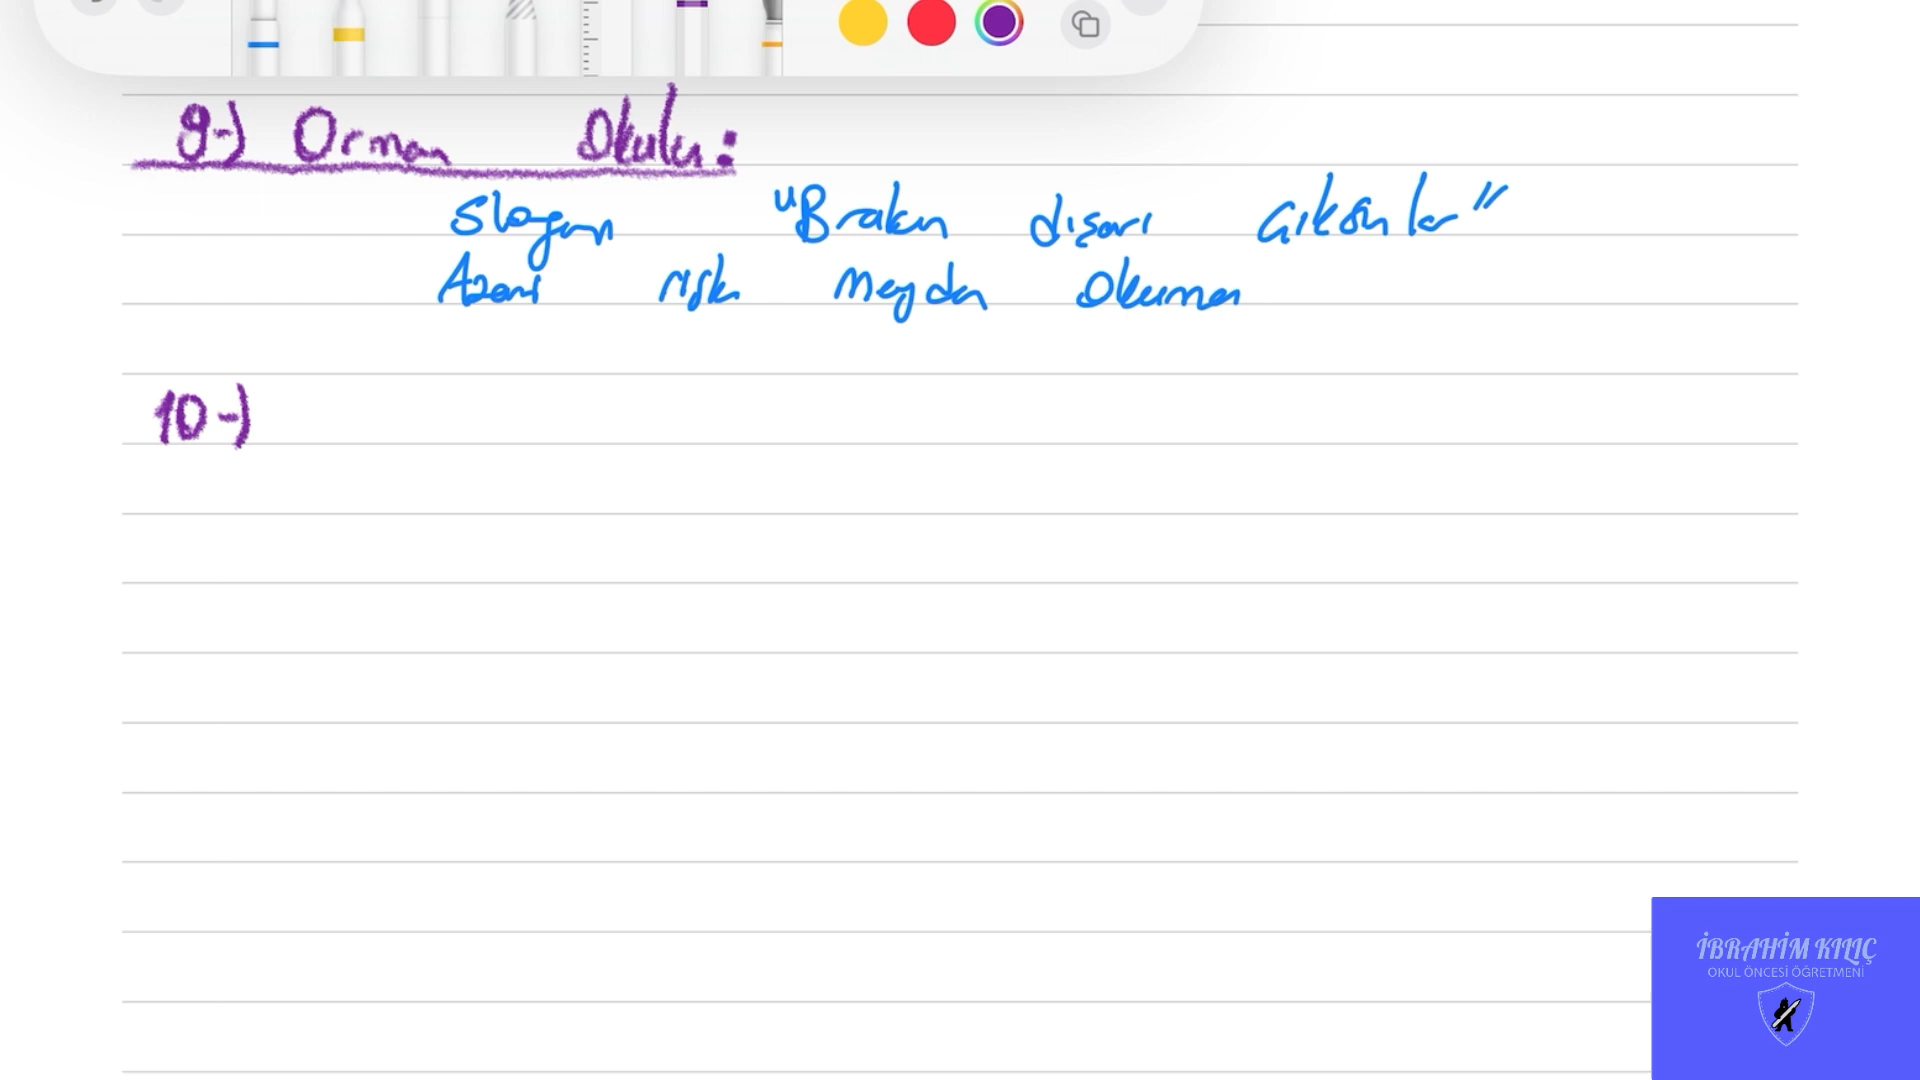 9-) Orman Okulu:
Slogan "Bırakın dışarı çıksınlar"
Azami risk meydan Okuma
10-)
İBRAHİM KILIÇ
OKUL ÖNCESİ ÖĞRETMENİ